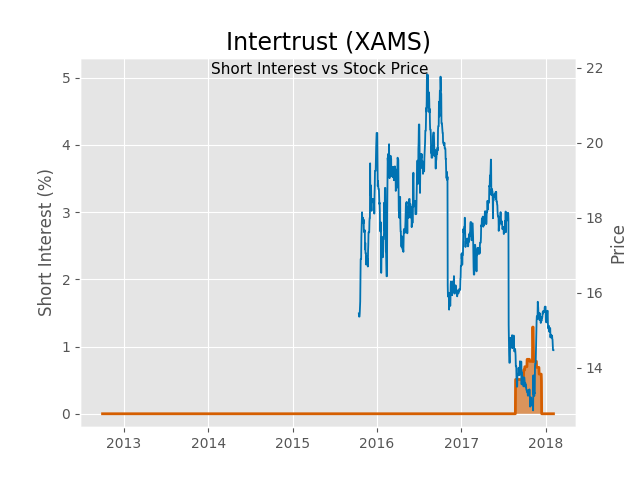 Intertrust (XAMS)
Short Interest vs Stock Price
Short Interest (%)
5
4
3
2
1
0
22
20
18
16
14
Price
2013 2014 2015 2016 2017 2018